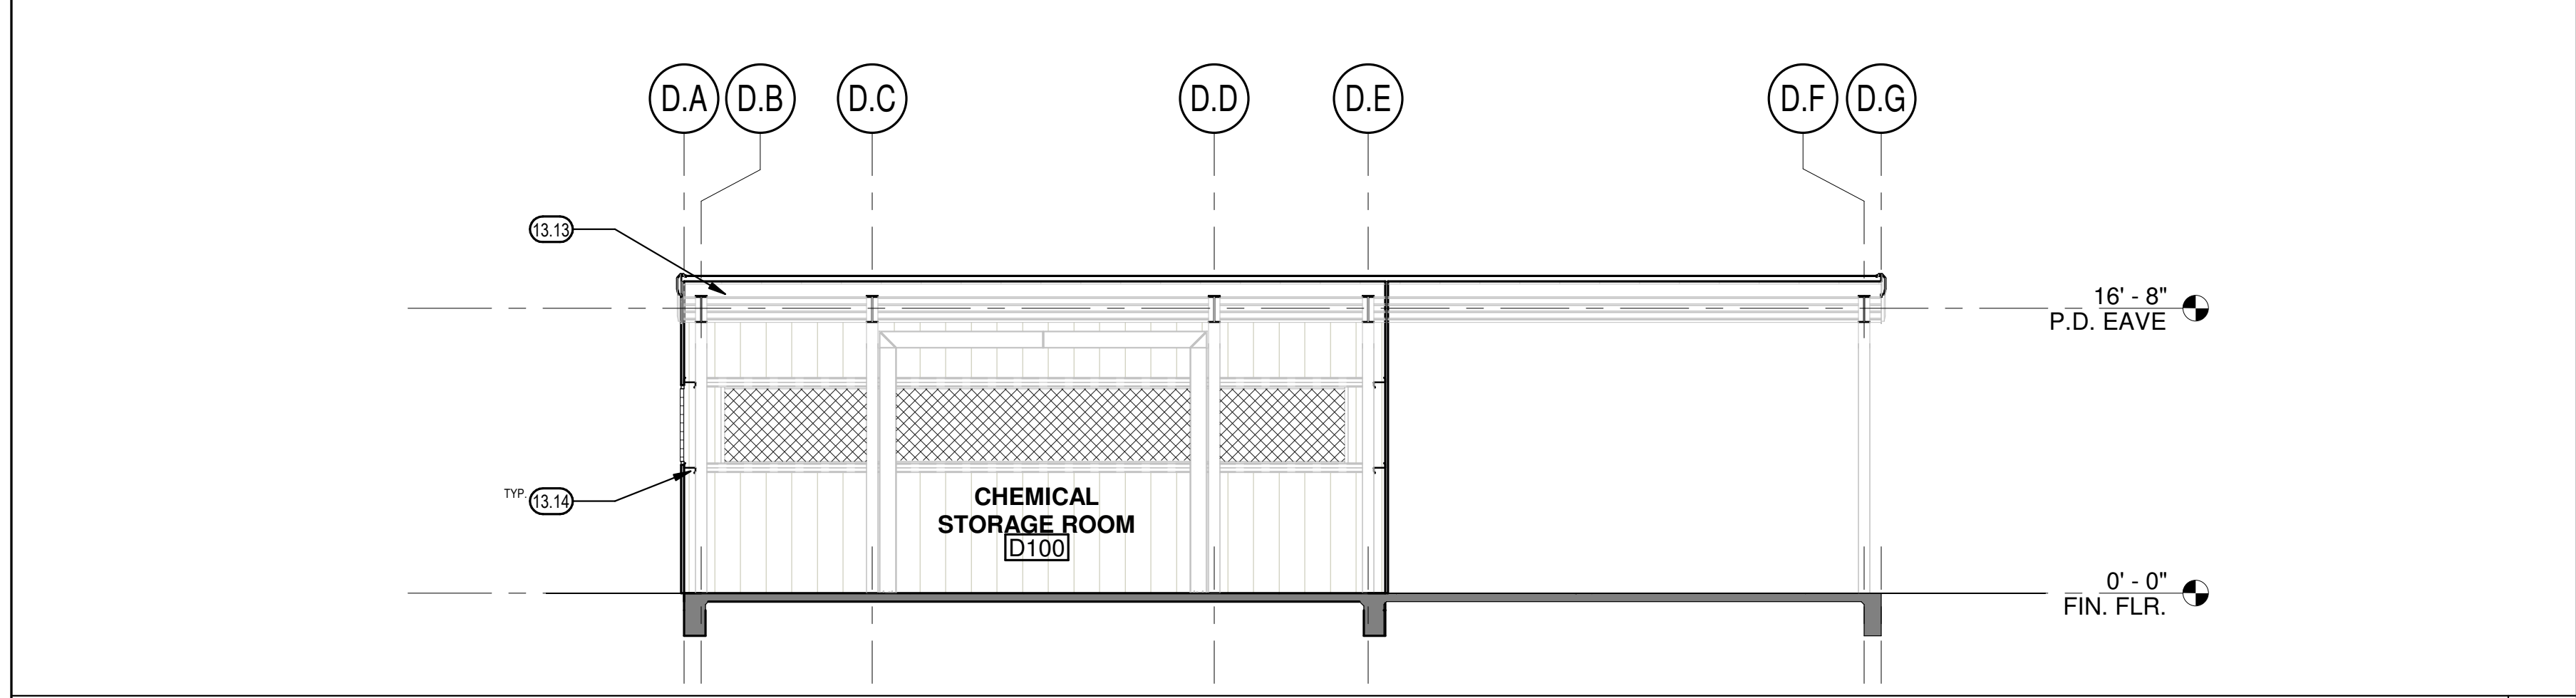 D.A D.B D.C D.D D.E D.F D.G
13.13
16' - 8"
P.D. EAVE
TYP. 13.14
CHEMICAL
STORAGE ROOM
D100
0' - 0"
FIN. FLR.